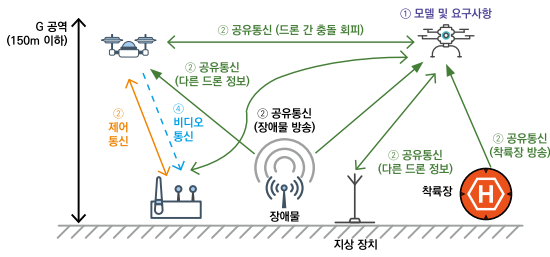 G 공역
(150m 이하)
① 모델 및 요구사항
② 공유통신 (드론 간 충돌 회피)
② 공유통신
(다른 드론 정보)
② 공유통신
(장애물 방송)
②
제어
통신
④
비디오
통신
② 공유통신
(다른 드론 정보)
② 공유통신
(착륙장 방송)
착륙장
H
장애물
지상 장치